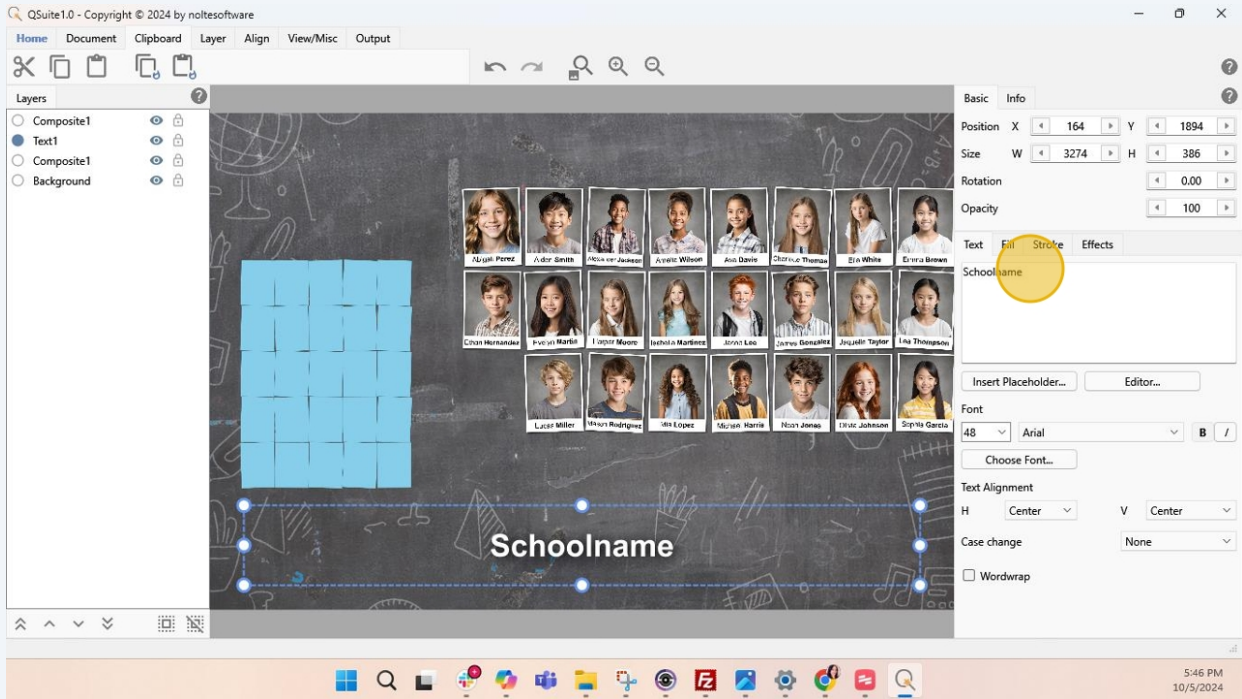 QSuite1.0 - Copyright © 2024 by noltesoftware
Home Document Clipboard Layer Align View/Misc Output
Layers
Composite1
Text1
Composite1
Background
Abigail Perez Aiden Smith Alexander Jackson Amelia Wilson Ava Davis Charlotte Thomas Ella White Emma Brown
Ethan Hernandez Evelyn Martin Harper Moore Isabella Martinez Jacob Lee James Gonzalez Jaquelie Taylor Lea Thompson
Lucas Miller Mason Rodriguez Mia Lopez Michael Harris Noah Jones Olivia Johnson Sophia Garcia
Schoolname
Basic Info
Position X 164 Y 1894
Size W 3274 H 386
Rotation 0.00
Opacity 100
Text Fill Stroke Effects
Schoolname
Insert Placeholder... Editor...
Font
48 Arial B I
Choose Font...
Text Alignment
H Center V Center
Case change None
Wordwrap
5:46 PM
10/5/2024